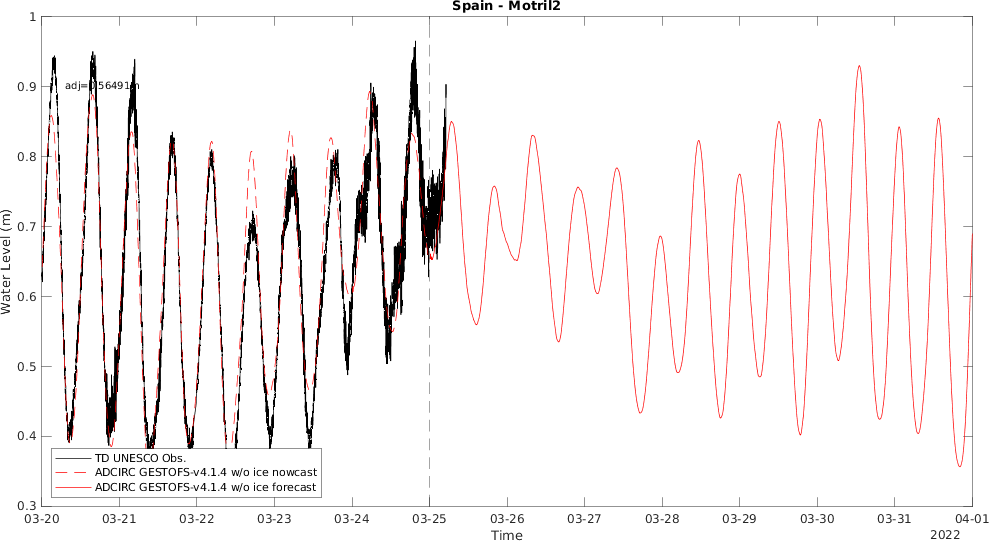 Spain - Motril2
1
0.9
0.8
0.7
0.6
0.5
0.4
0.3
Water Level (m)
adj=0.56491m
TD UNESCO Obs.
ADCIRC GESTOFS-v4.1.4 w/o ice nowcast
ADCIRC GESTOFS-v4.1.4 w/o ice forecast
03-20 03-21 03-22 03-23 03-24 03-25 03-26 03-27 03-28 03-29 03-30 03-31 04-01
Time
2022